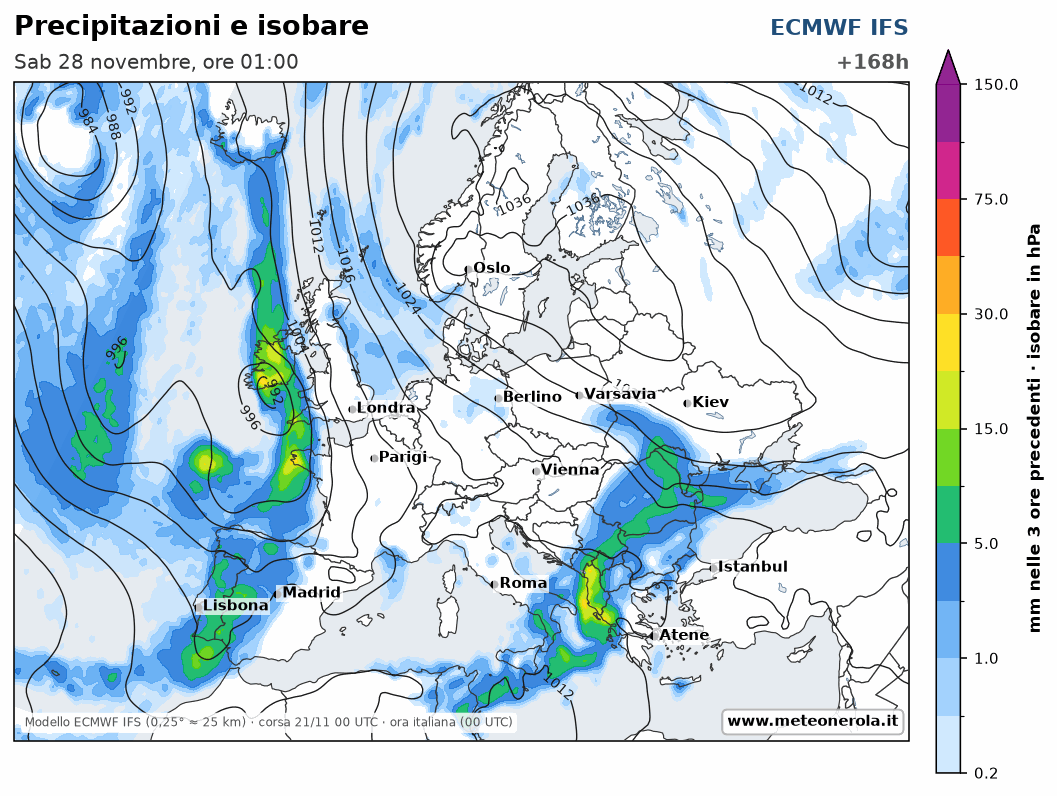 Precipitazioni e isobare
ECMWF IFS
Sab 28 novembre, ore 01:00
+168h
992
984
988
1012
1036
1036
1012
1016
1024
1004
996
992
996
1012
Oslo
Londra
Berlino
Varsavia
Kiev
Parigi
Vienna
Istanbul
Roma
Madrid
Lisbona
Atene
Modello ECMWF IFS (0,25° ≈ 25 km) · corsa 21/11 00 UTC · ora italiana (00 UTC)
www.meteonerola.it
150.0
75.0
30.0
15.0
5.0
1.0
0.2
mm nelle 3 ore precedenti · isobare in hPa